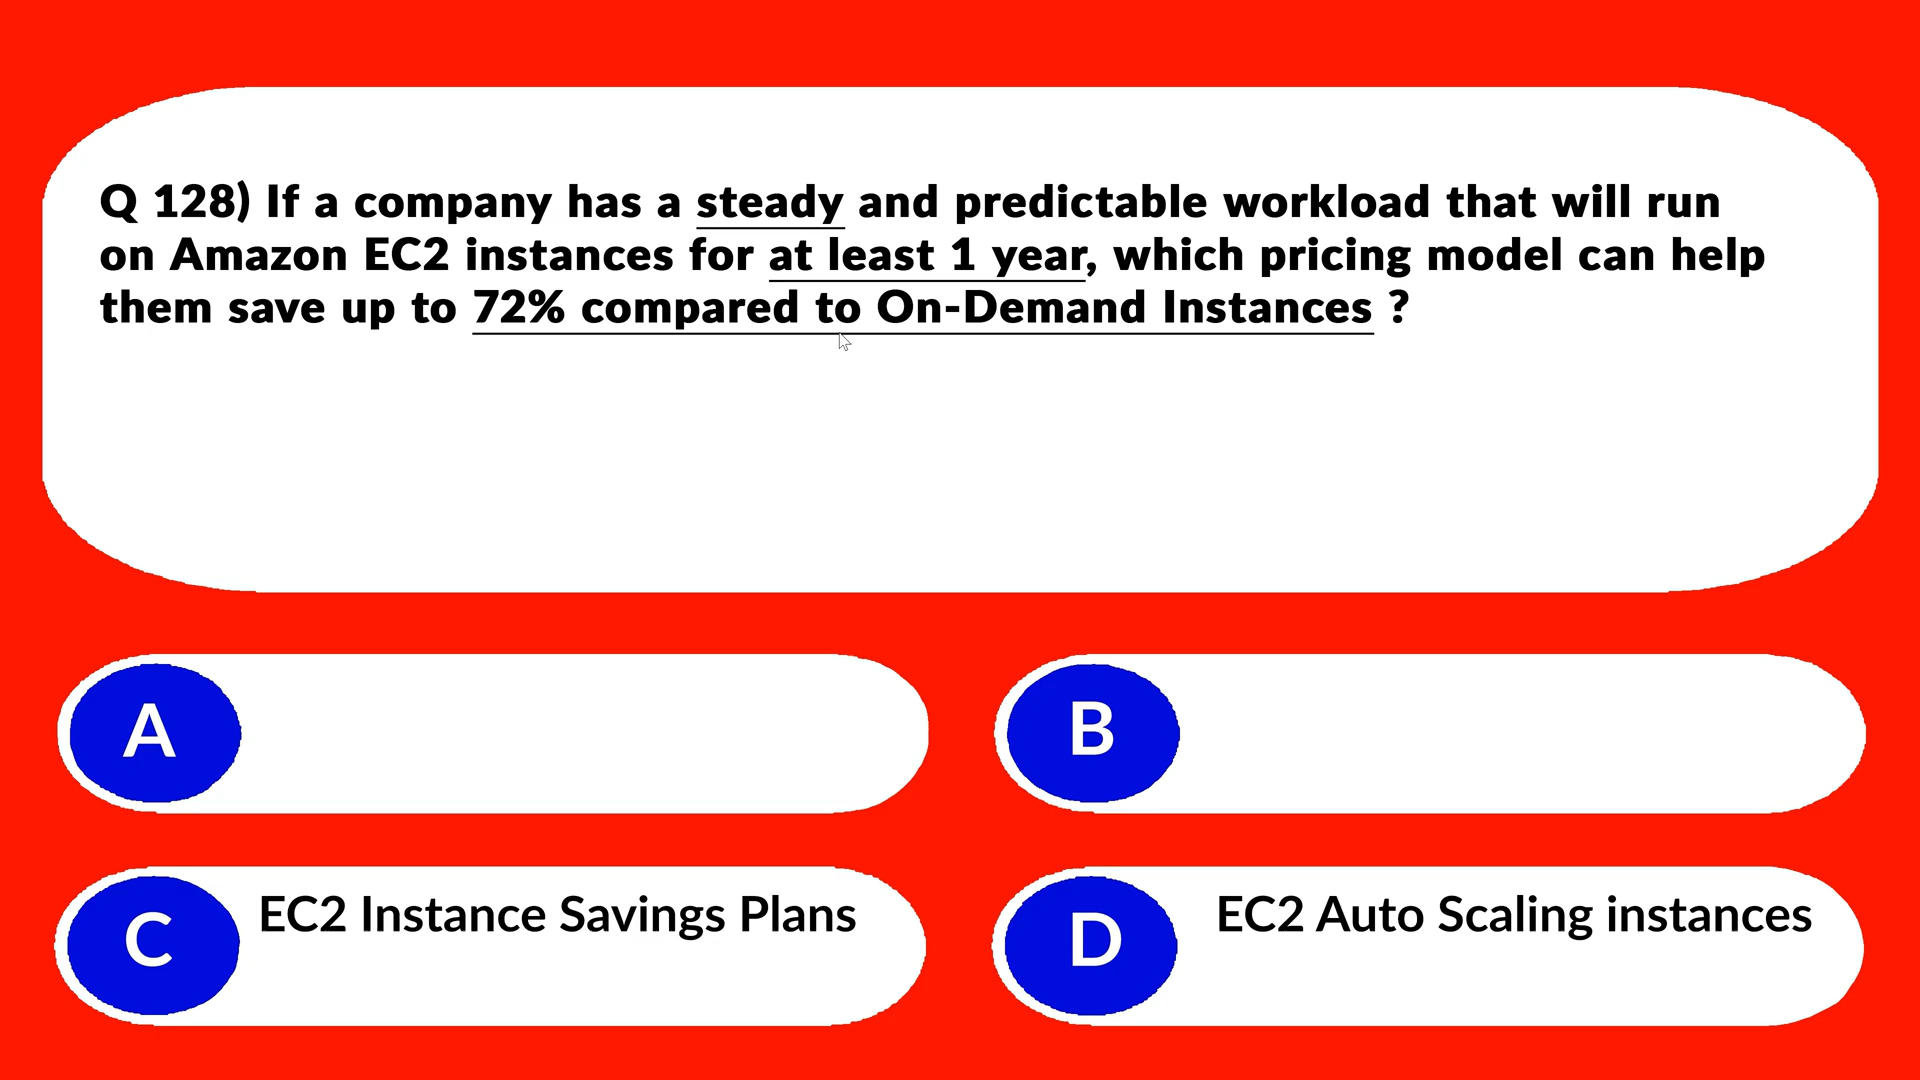 Q 128) If a company has a steady and predictable workload that will run
on Amazon EC2 instances for at least 1 year, which pricing model can help
them save up to 72% compared to On-Demand Instances ?
A
B
C EC2 Instance Savings Plans
D EC2 Auto Scaling instances